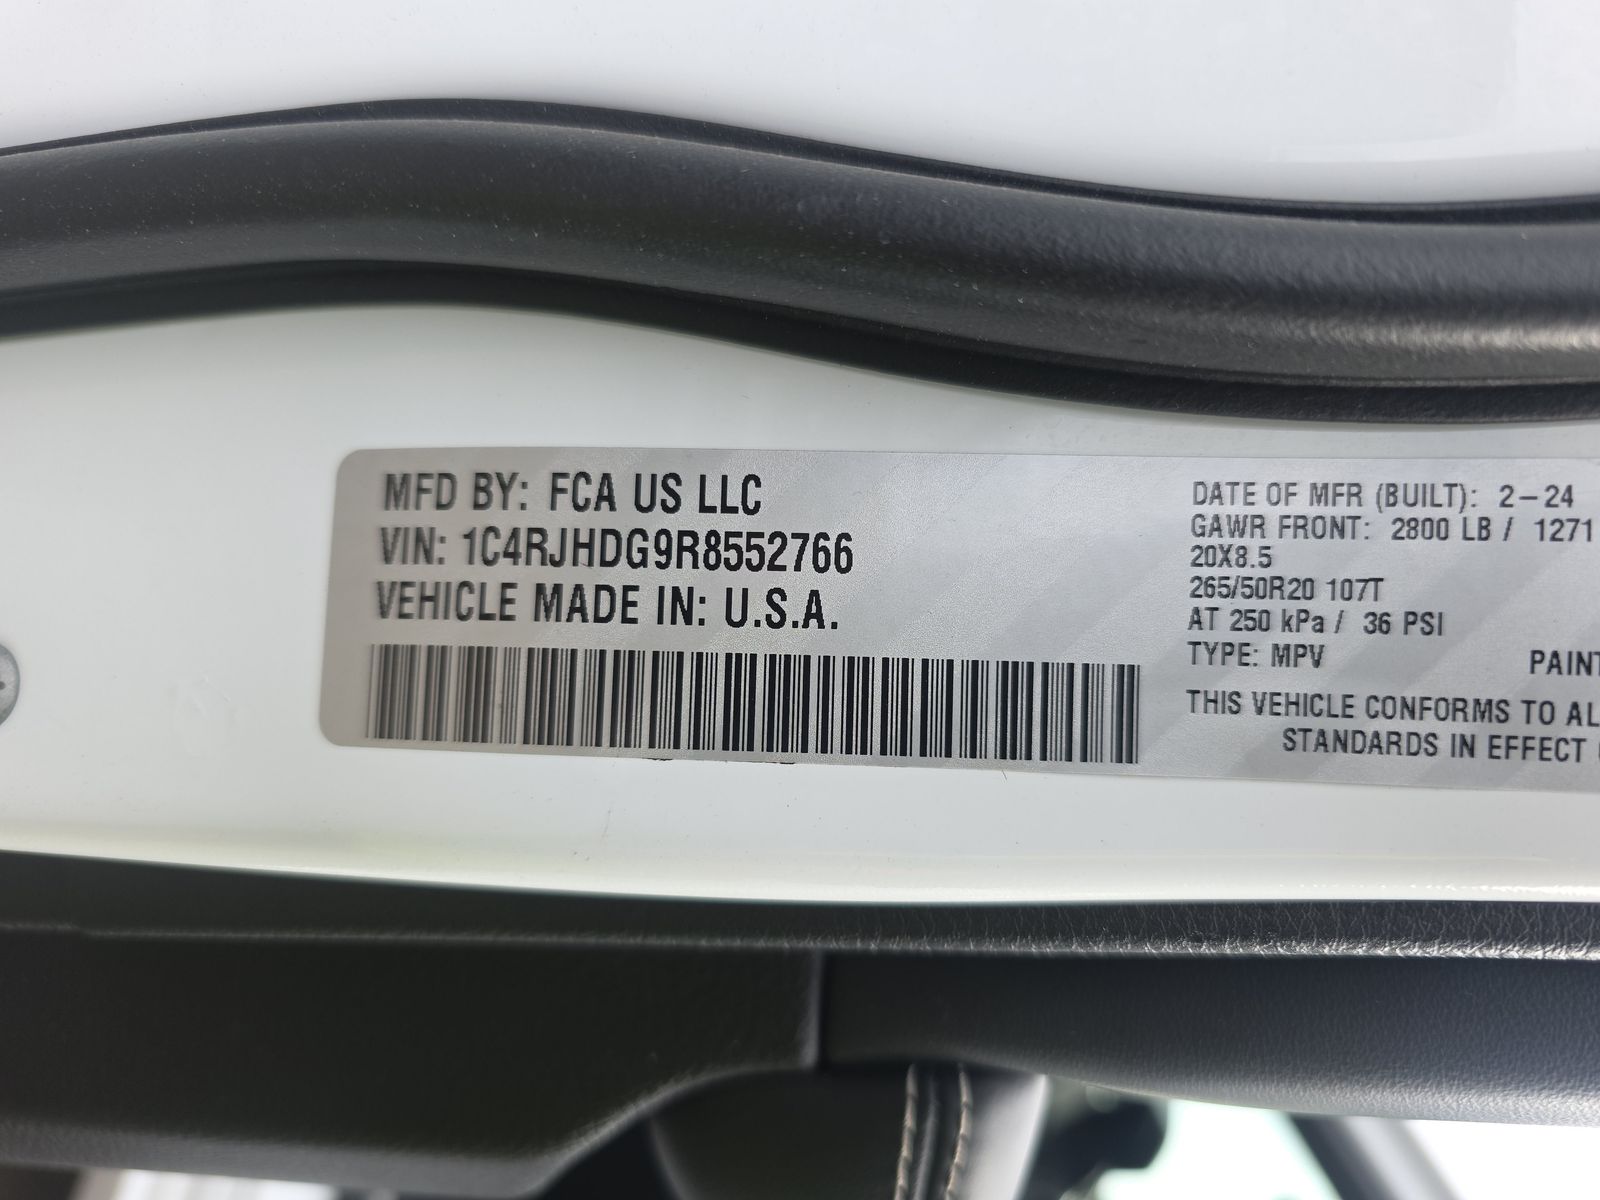 MFD BY: FCA US LLC
VIN: 1C4RJHDG9R8552766
VEHICLE MADE IN: U.S.A.
DATE OF MFR (BUILT): 2-24
GAWR FRONT: 2800 LB / 1271
20X8.5
265/50R20 107T
AT 250 kPa / 36 PSI
TYPE: MPV PAINT
THIS VEHICLE CONFORMS TO AL
STANDARDS IN EFFECT